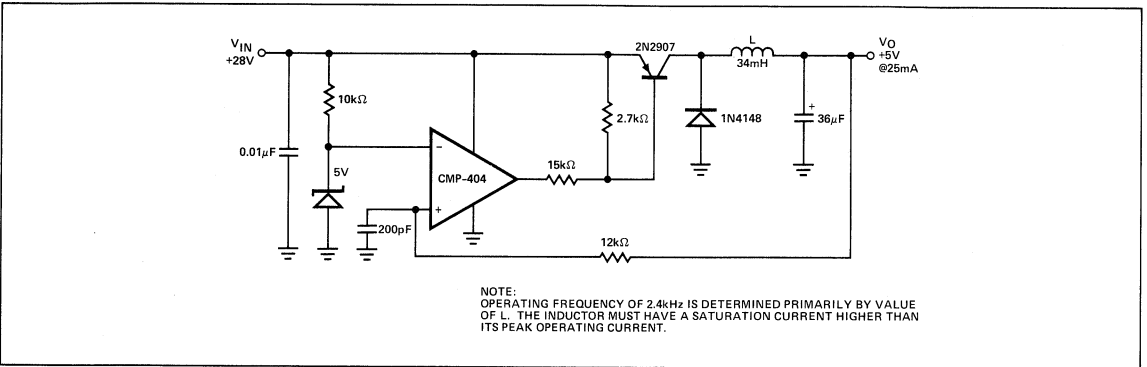 VIN
+28V
2N2907
L
34mH
VO
+5V
@25mA
10kΩ
2.7kΩ
1N4148
+
36µF
0.01µF
5V
−
CMP-404
15kΩ
+
200pF
12kΩ
NOTE:
OPERATING FREQUENCY OF 2.4kHz IS DETERMINED PRIMARILY BY VALUE
OF L. THE INDUCTOR MUST HAVE A SATURATION CURRENT HIGHER THAN
ITS PEAK OPERATING CURRENT.